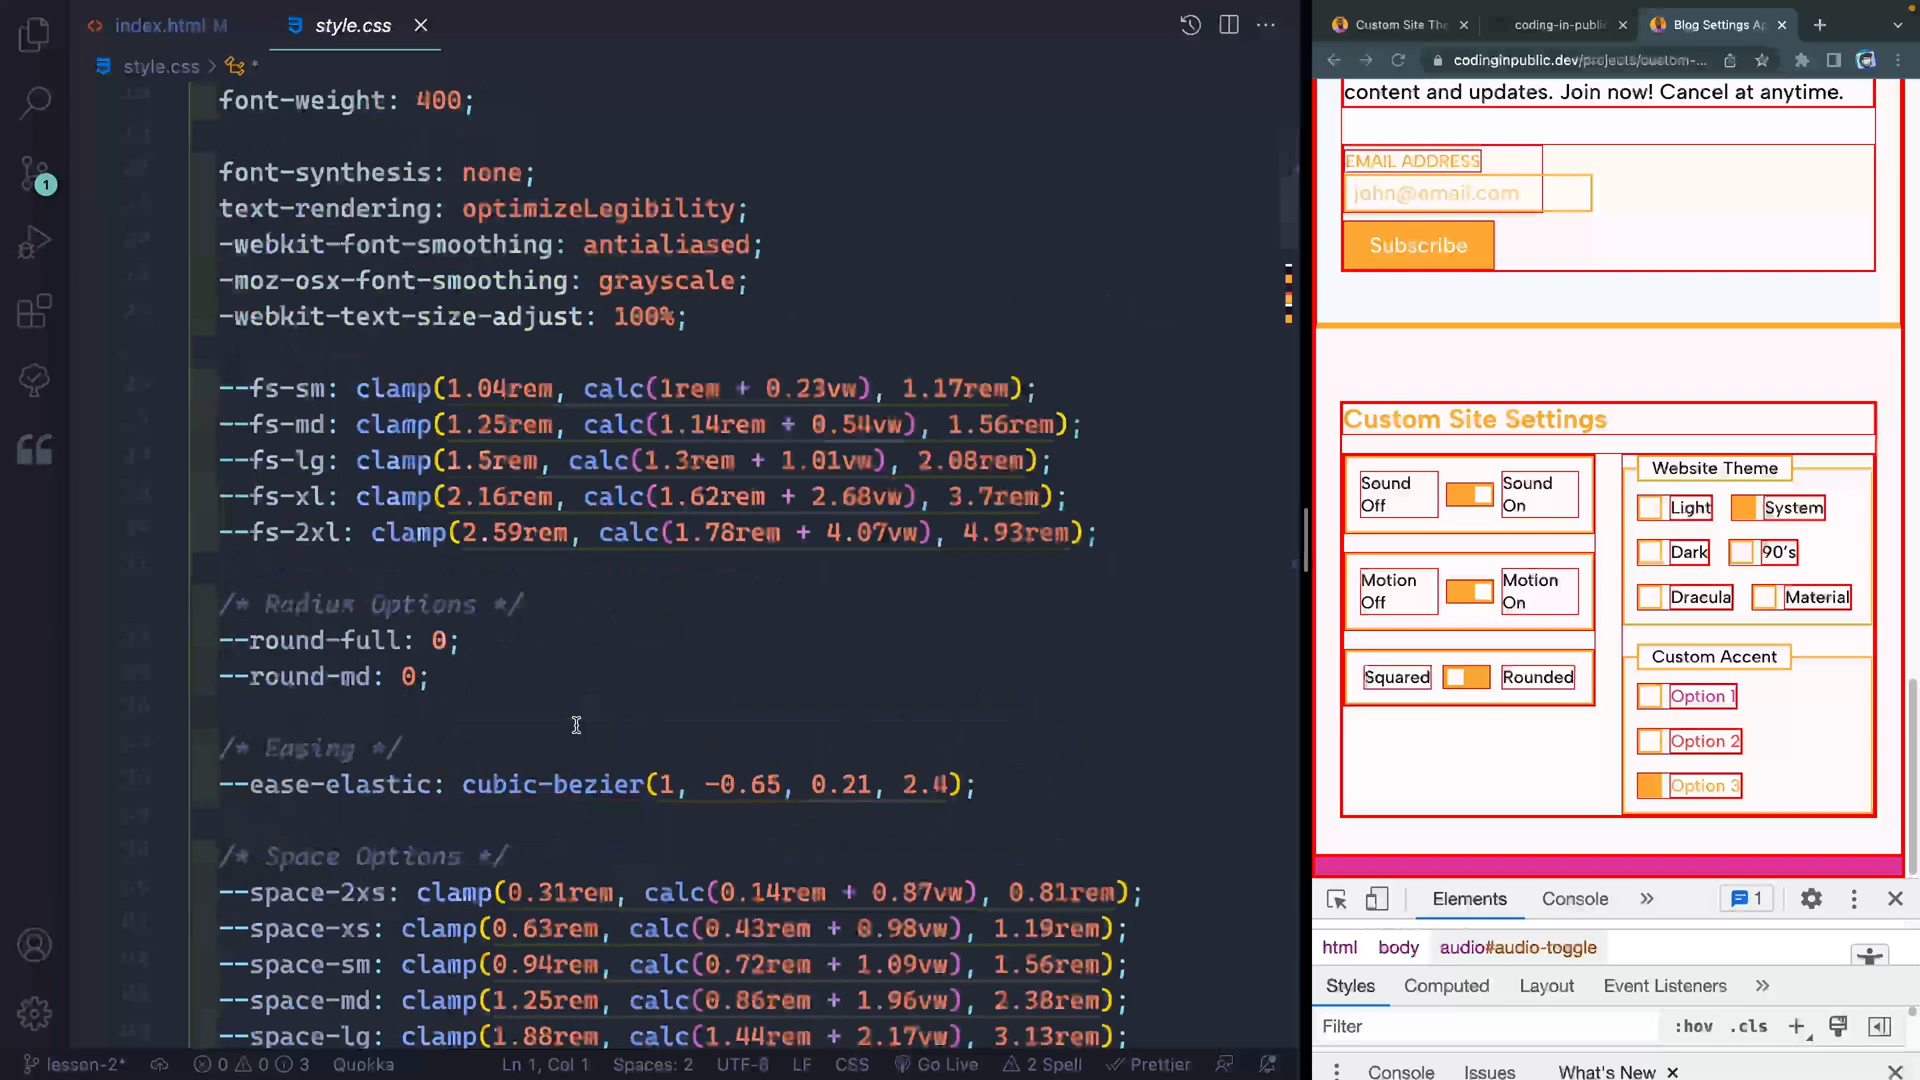 index.html M
style.css
style.css > *
font-weight: 400;
font-synthesis: none;
text-rendering: optimizeLegibility;
-webkit-font-smoothing: antialiased;
-moz-osx-font-smoothing: grayscale;
-webkit-text-size-adjust: 100%;
--fs-sm: clamp(1.04rem, calc(1rem + 0.23vw), 1.17rem);
--fs-md: clamp(1.25rem, calc(1.14rem + 0.54vw), 1.56rem);
--fs-lg: clamp(1.5rem, calc(1.3rem + 1.01vw), 2.08rem);
--fs-xl: clamp(2.16rem, calc(1.62rem + 2.68vw), 3.7rem);
--fs-2xl: clamp(2.59rem, calc(1.78rem + 4.07vw), 4.93rem);
/* Radius Options */
--round-full: 0;
--round-md: 0;
/* Easing */
--ease-elastic: cubic-bezier(1, -0.65, 0.21, 2.4);
/* Space Options */
--space-2xs: clamp(0.31rem, calc(0.14rem + 0.87vw), 0.81rem);
--space-xs: clamp(0.63rem, calc(0.43rem + 0.98vw), 1.19rem);
--space-sm: clamp(0.94rem, calc(0.72rem + 1.09vw), 1.56rem);
--space-md: clamp(1.25rem, calc(0.86rem + 1.96vw), 2.38rem);
--space-lg: clamp(1.88rem, calc(1.44rem + 2.17vw), 3.13rem);
1
lesson-2* 0 0 3 Quokka Ln 1, Col 1 Spaces: 2 UTF-8 LF CSS Go Live 2 Spell Prettier
Custom Site The
coding-in-public
Blog Settings Ap
codinginpublic.dev/projects/custom-...
content and updates. Join now! Cancel at anytime.
EMAIL ADDRESS
john@email.com
Subscribe
Custom Site Settings
Sound Off
Sound On
Motion Off
Motion On
Squared
Rounded
Website Theme
Light
System
Dark
90's
Dracula
Material
Custom Accent
Option 1
Option 2
Option 3
Elements Console » 1
html body audio#audio-toggle
Styles Computed Layout Event Listeners »
Filter :hov .cls +
Console Issues What's New